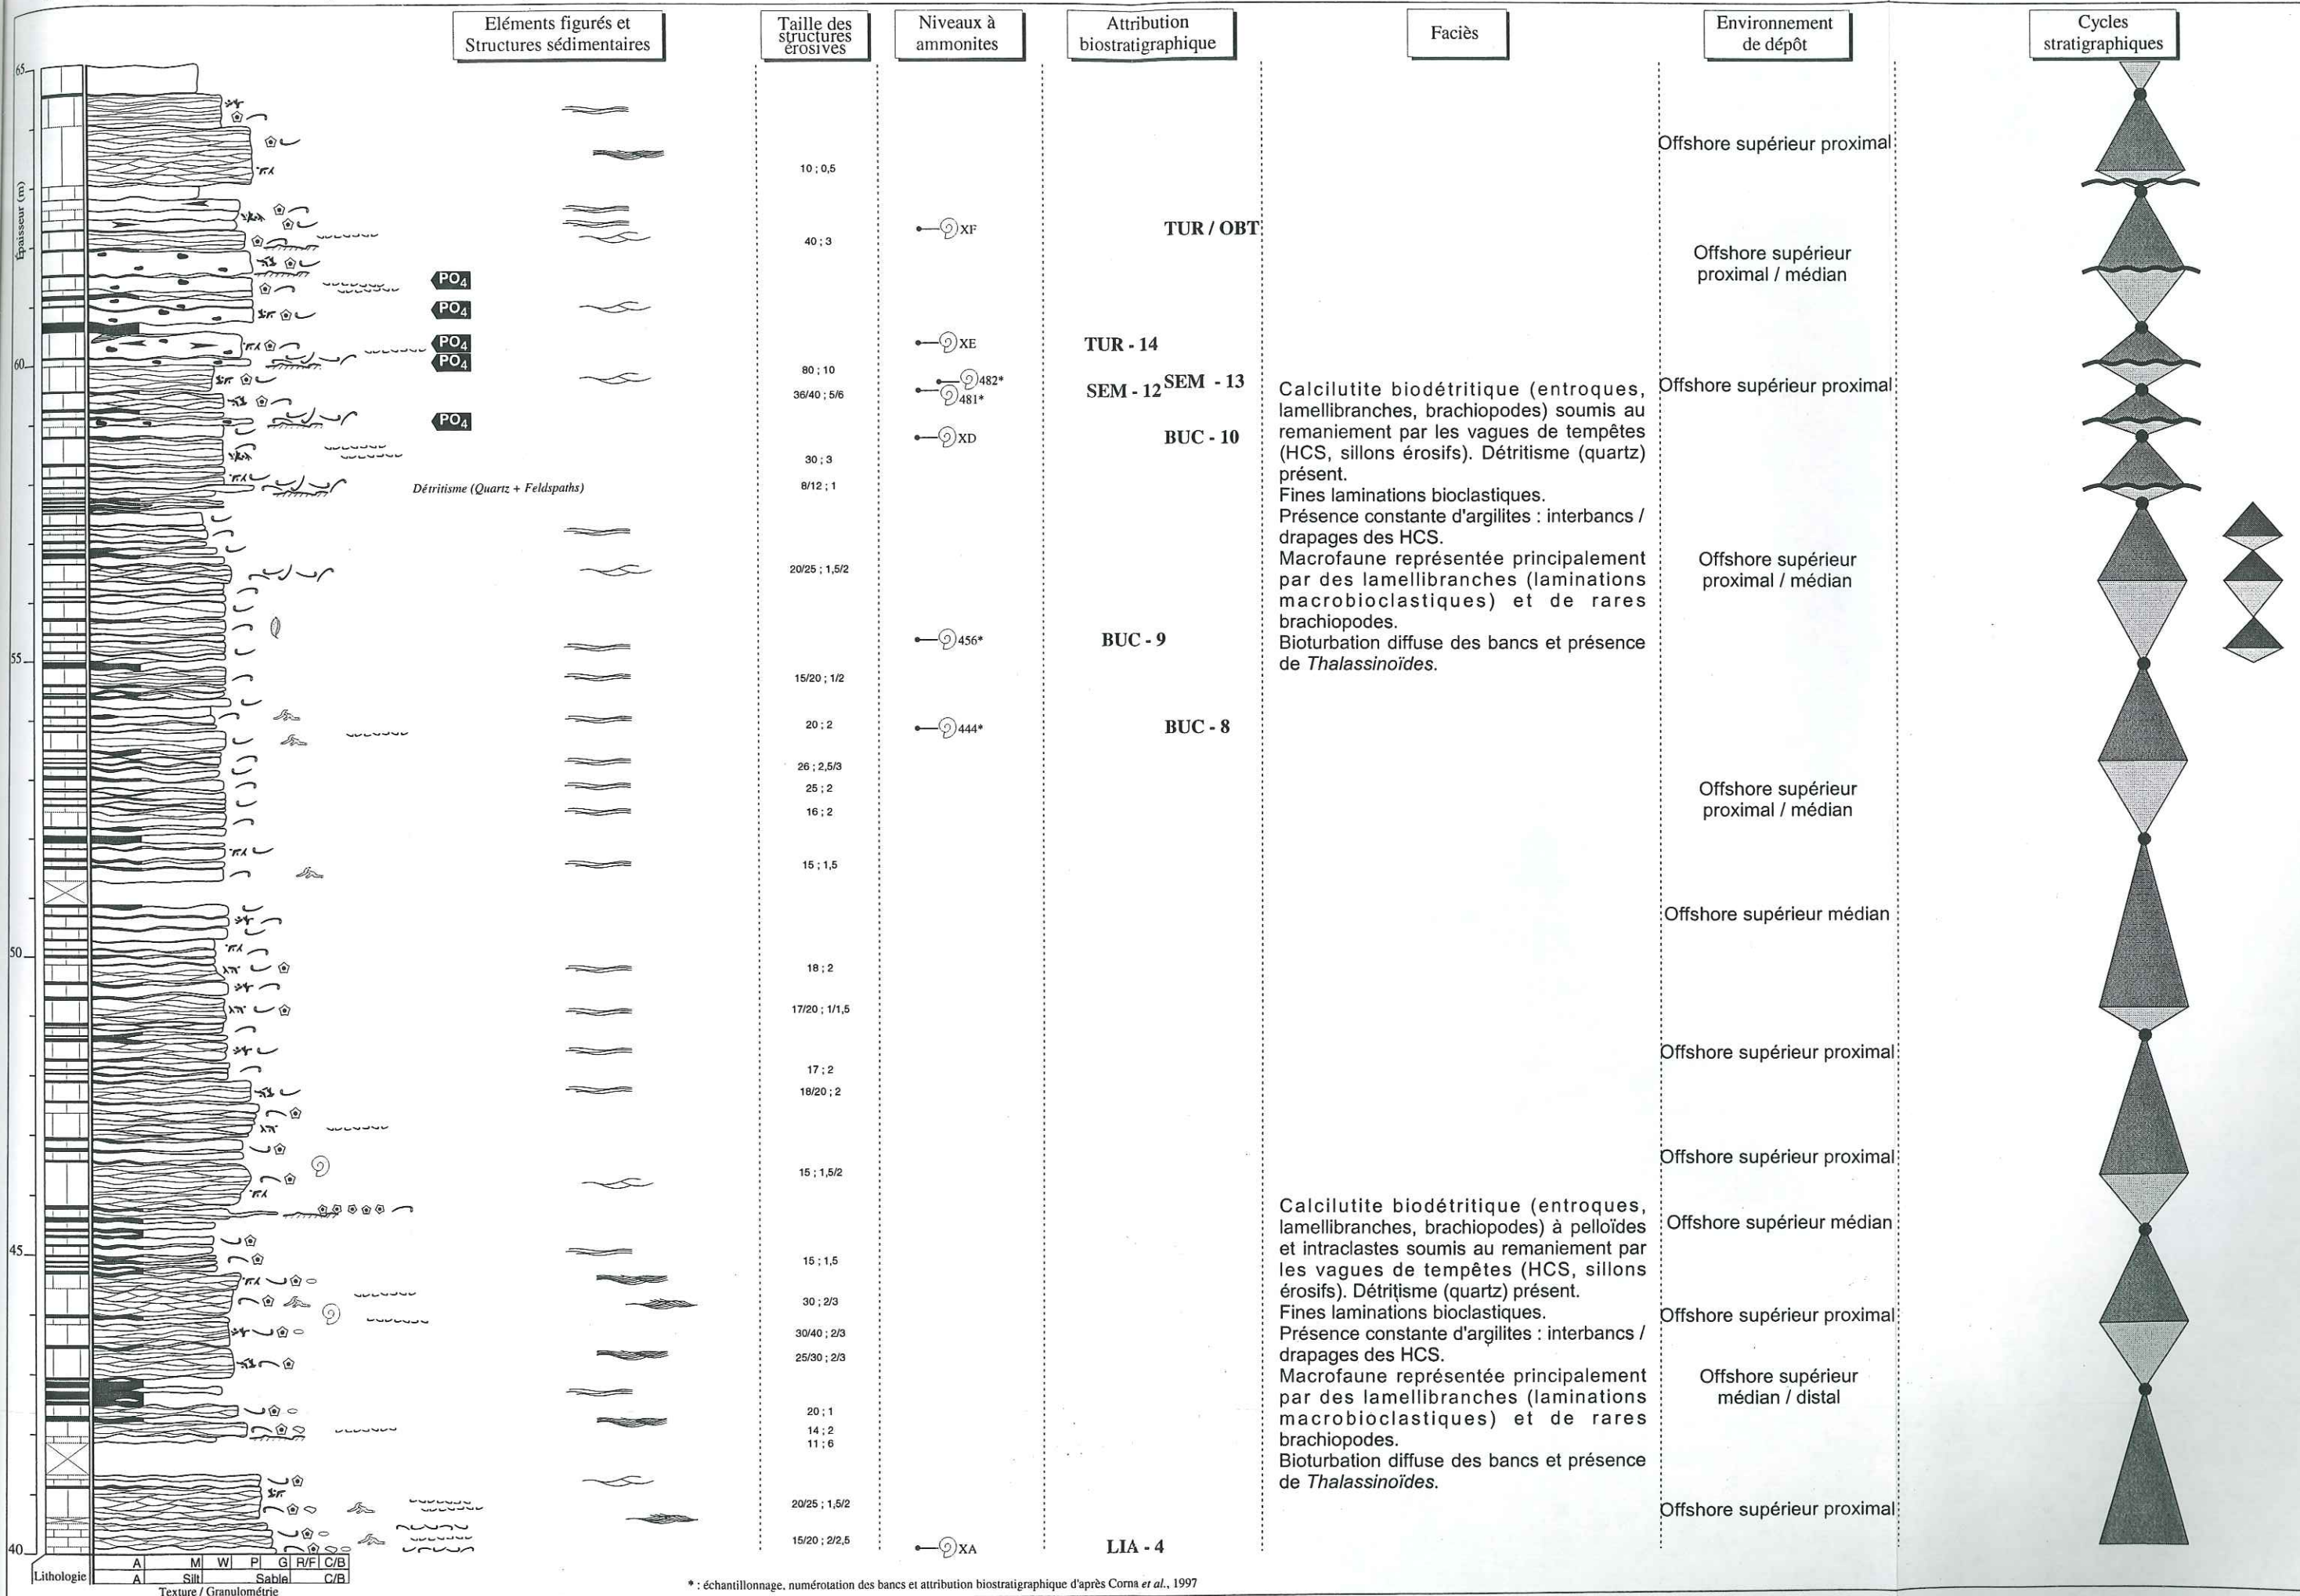 Eléments figurés et
Structures sédimentaires
Taille des
structures
érosives
Niveaux à
ammonites
Attribution
biostratigraphique
Faciès
Environnement
de dépôt
Cycles
stratigraphiques
65
Épaisseur (m)
60
55
50
45
40
PO4
PO4
PO4
PO4
PO4
Détritisme (Quartz + Feldspaths)
10 ; 0,5
40 ; 3
80 ; 10
36/40 ; 5/6
30 ; 3
8/12 ; 1
20/25 ; 1,5/2
15/20 ; 1/2
20 ; 2
26 ; 2,5/3
25 ; 2
16 ; 2
15 ; 1,5
18 ; 2
17/20 ; 1/1,5
17 ; 2
18/20 ; 2
15 ; 1,5/2
15 ; 1,5
30 ; 2/3
30/40 ; 2/3
25/30 ; 2/3
20 ; 1
14 ; 2
11 ; 6
20/25 ; 1,5/2
15/20 ; 2/2,5
XF
XE
482*
481*
XD
456*
444*
XA
TUR / OBT
TUR - 14
SEM - 12 SEM - 13
BUC - 10
BUC - 9
BUC - 8
LIA - 4
Calcilutite biodétritique (entroques,
lamellibranches, brachiopodes) soumis au
remaniement par les vagues de tempêtes
(HCS, sillons érosifs). Détritisme (quartz)
présent.
Fines laminations bioclastiques.
Présence constante d'argilites : interbancs /
drapages des HCS.
Macrofaune représentée principalement
par des lamellibranches (laminations
macrobioclastiques) et de rares
brachiopodes.
Bioturbation diffuse des bancs et présence
de Thalassinoïdes.
Calcilutite biodétritique (entroques,
lamellibranches, brachiopodes) à pelloïdes
et intraclastes soumis au remaniement par
les vagues de tempêtes (HCS, sillons
érosifs). Détritisme (quartz) présent.
Fines laminations bioclastiques.
Présence constante d'argilites : interbancs /
drapages des HCS.
Macrofaune représentée principalement
par des lamellibranches (laminations
macrobioclastiques) et de rares
brachiopodes.
Bioturbation diffuse des bancs et présence
de Thalassinoïdes.
Offshore supérieur proximal
Offshore supérieur
proximal / médian
Offshore supérieur proximal
Offshore supérieur
proximal / médian
Offshore supérieur
proximal / médian
Offshore supérieur médian
Offshore supérieur proximal
Offshore supérieur proximal
Offshore supérieur médian
Offshore supérieur proximal
Offshore supérieur
médian / distal
Offshore supérieur proximal
Lithologie
A M W P G R/F C/B
A Silt Sable C/B
Texture / Granulométrie
* : échantillonnage, numérotation des bancs et attribution biostratigraphique d'après Corna et al., 1997